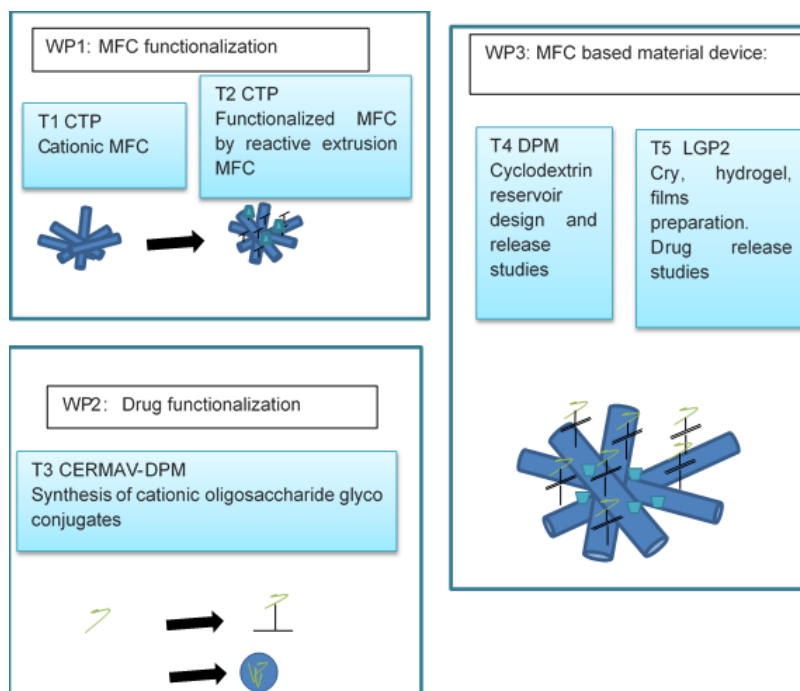 WP1: MFC functionalization
T1 CTP
Cationic MFC
T2 CTP
Functionalized MFC
by reactive extrusion
MFC
WP2: Drug functionalization
T3 CERMAV-DPM
Synthesis of cationic oligosaccharide glyco
conjugates
WP3: MFC based material device:
T4 DPM
Cyclodextrin
reservoir
design and
release
studies
T5 LGP2
Cry, hydrogel,
films
preparation.
Drug release
studies